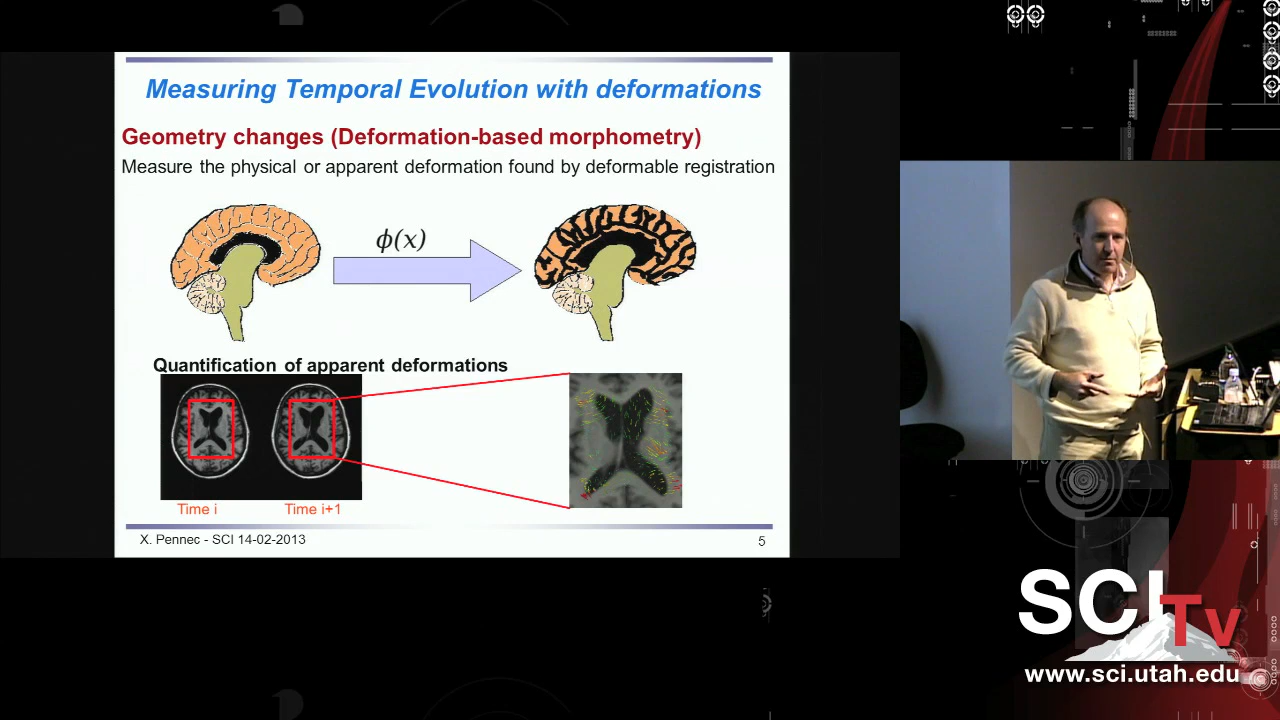 Measuring Temporal Evolution with deformations
Geometry changes (Deformation-based morphometry)
Measure the physical or apparent deformation found by deformable registration
ϕ(x)
Quantification of apparent deformations
Time i
Time i+1
X. Pennec - SCI 14-02-2013
5
SCI
Tv
www.sci.utah.edu